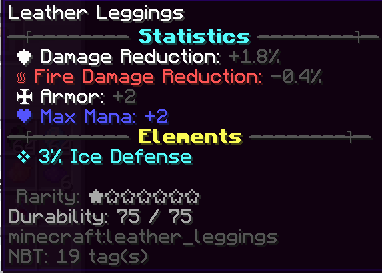 Leather Leggings
Statistics
Damage Reduction: +1.8%
Fire Damage Reduction: -0.4%
Armor: +2
Max Mana: +2
Elements
3% Ice Defense
Rarity: ★☆☆☆☆☆☆
Durability: 75 / 75
minecraft:leather_leggings
NBT: 19 tag(s)